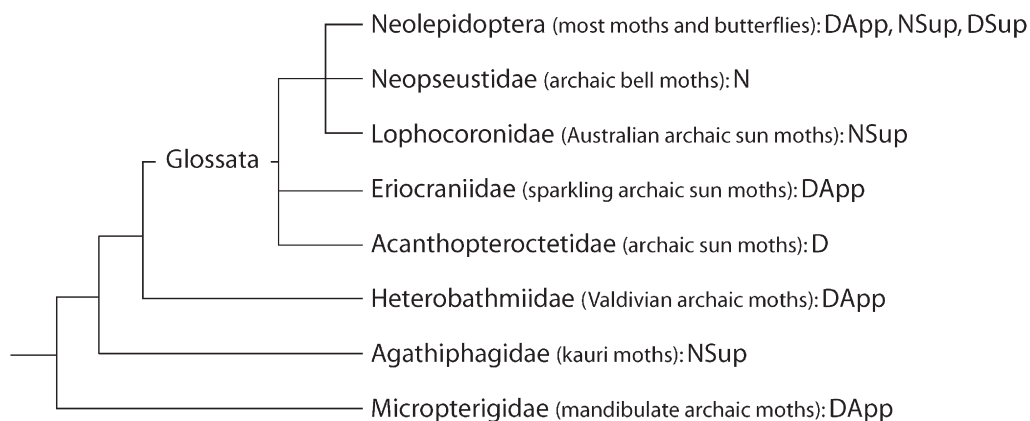 Neolepidoptera (most moths and butterflies): DApp, NSup, DSup
Neopseustidae (archaic bell moths): N
Lophocoronidae (Australian archaic sun moths): NSup
Glossata
Eriocraniidae (sparkling archaic sun moths): DApp
Acanthopteroctetidae (archaic sun moths): D
Heterobathmiidae (Valdivian archaic moths): DApp
Agathiphagidae (kauri moths): NSup
Micropterigidae (mandibulate archaic moths): DApp